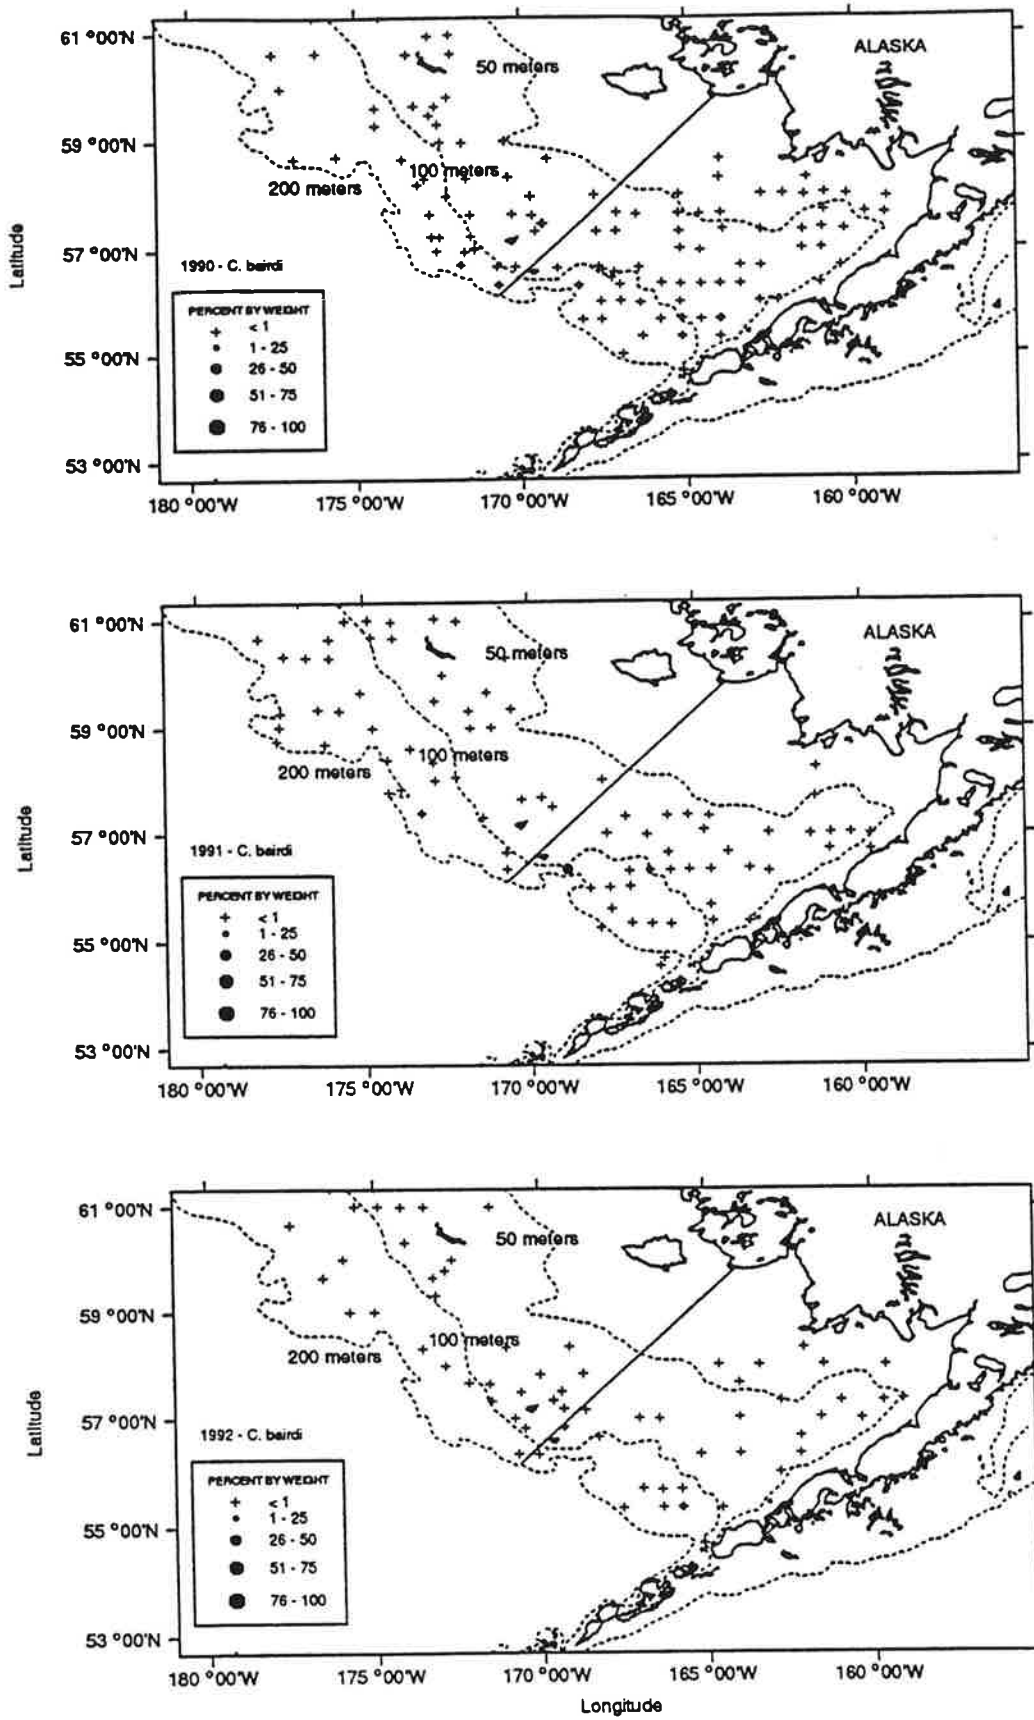 61 °00'N
59 °00'N
57 °00'N
55 °00'N
53 °00'N
Latitude
ALASKA
50 meters
100 meters
200 meters
1990 - C. bairdi
PERCENT BY WEIGHT
+ < 1
1 - 25
26 - 50
51 - 75
76 - 100
180 °00'W 175 °00'W 170 °00'W 165 °00'W 160 °00'W
61 °00'N
59 °00'N
57 °00'N
55 °00'N
53 °00'N
Latitude
ALASKA
50 meters
100 meters
200 meters
1991 - C. bairdi
PERCENT BY WEIGHT
+ < 1
1 - 25
26 - 50
51 - 75
76 - 100
180 °00'W 175 °00'W 170 °00'W 165 °00'W 160 °00'W
61 °00'N
59 °00'N
57 °00'N
55 °00'N
53 °00'N
Latitude
ALASKA
50 meters
100 meters
200 meters
1992 - C. bairdi
PERCENT BY WEIGHT
+ < 1
1 - 25
26 - 50
51 - 75
76 - 100
180 °00'W 175 °00'W 170 °00'W 165 °00'W 160 °00'W
Longitude